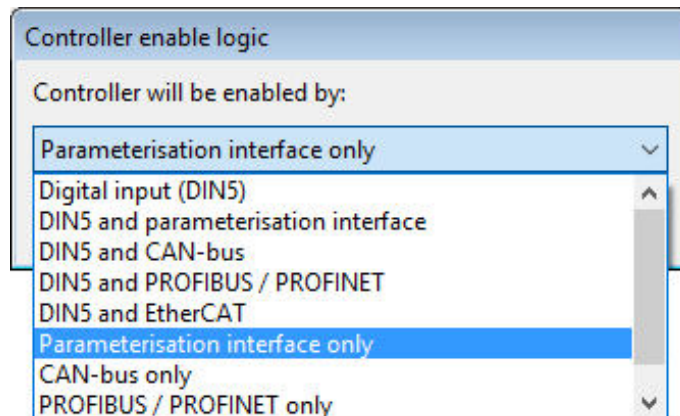 Controller enable logic
Controller will be enabled by:
Parameterisation interface only
Digital input (DIN5)
DIN5 and parameterisation interface
DIN5 and CAN-bus
DIN5 and PROFIBUS / PROFINET
DIN5 and EtherCAT
Parameterisation interface only
CAN-bus only
PROFIBUS / PROFINET only